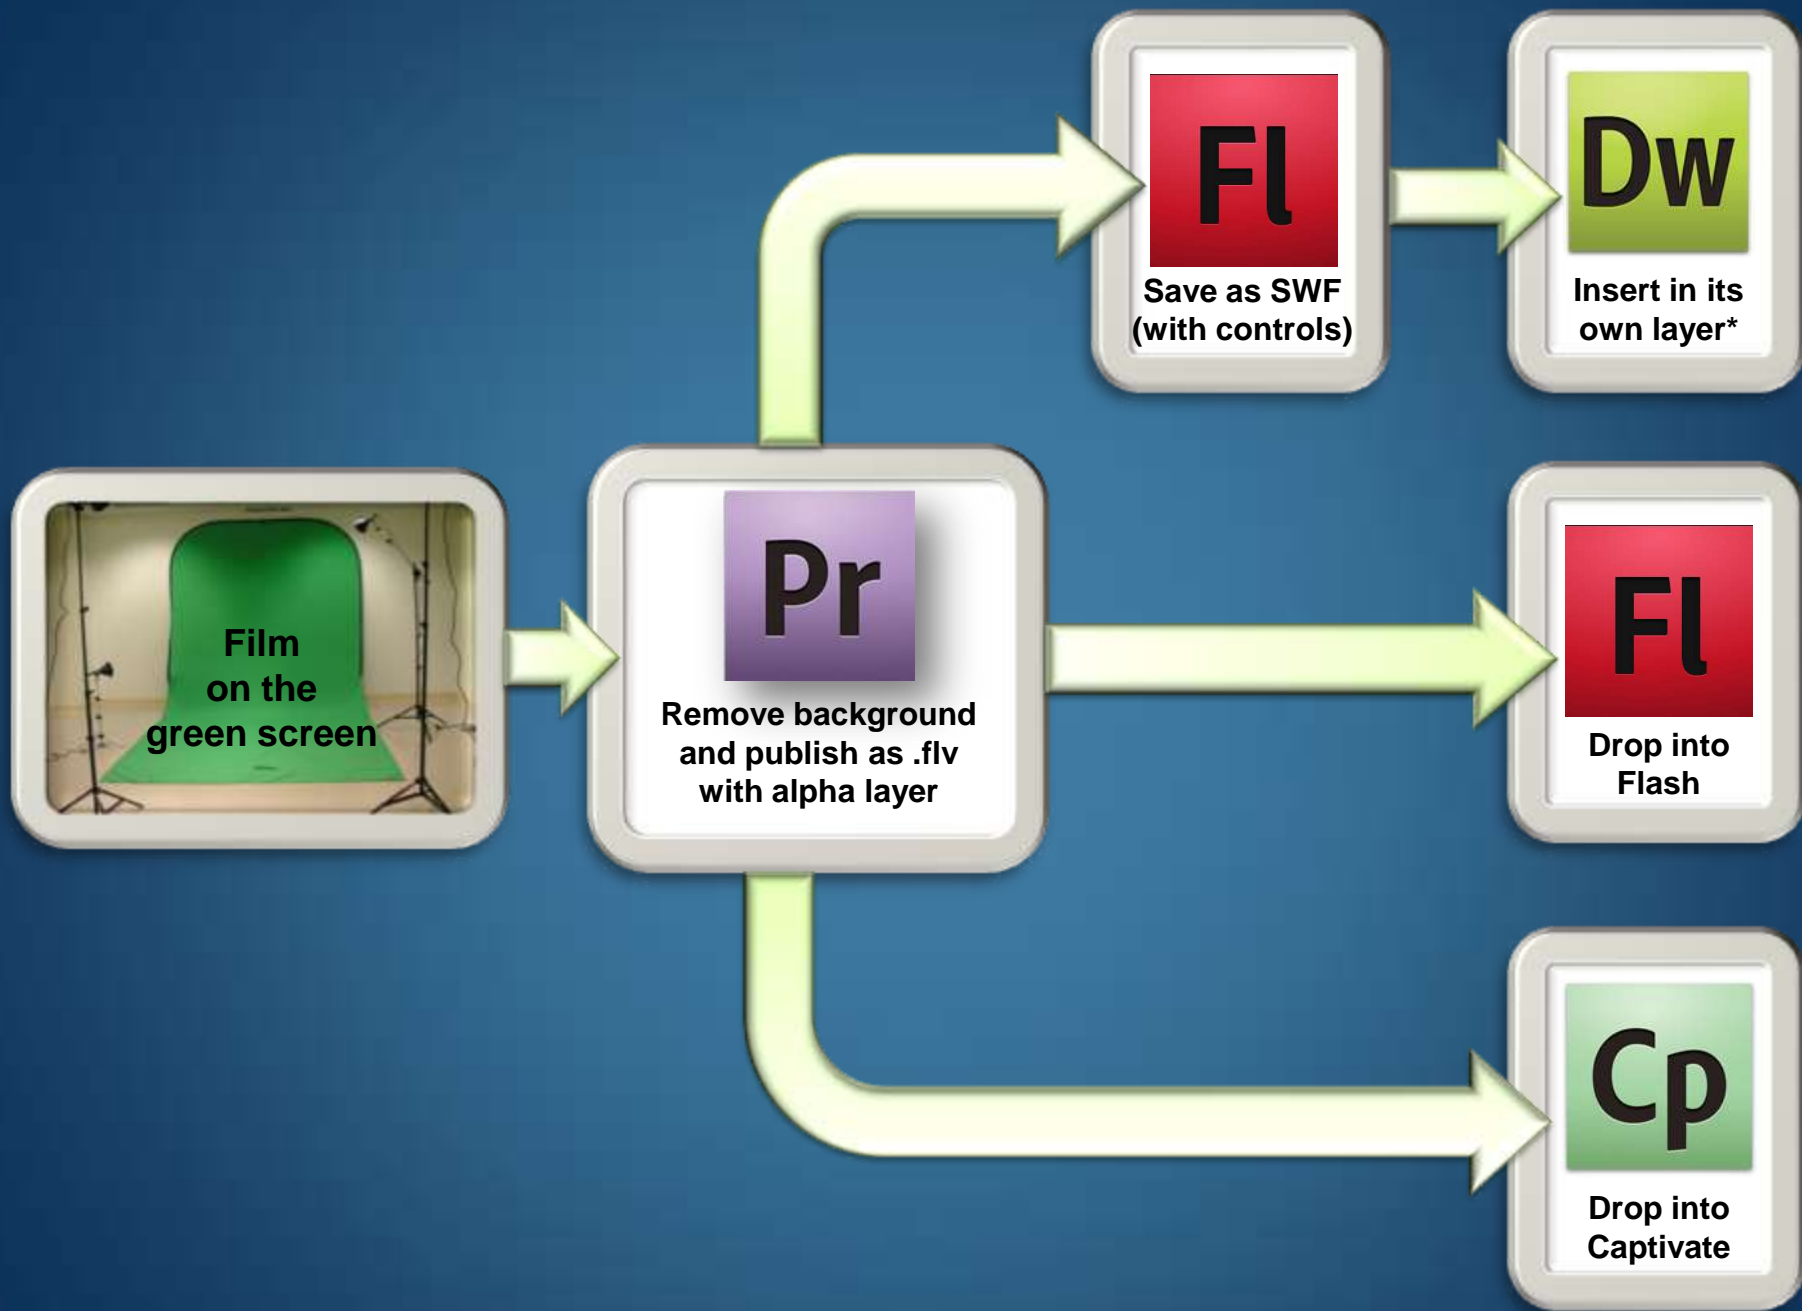 Film
on the
green screen
Pr
Remove background
and publish as .flv
with alpha layer
Fl
Save as SWF
(with controls)
Dw
Insert in its
own layer*
Fl
Drop into
Flash
Cp
Drop into
Captivate